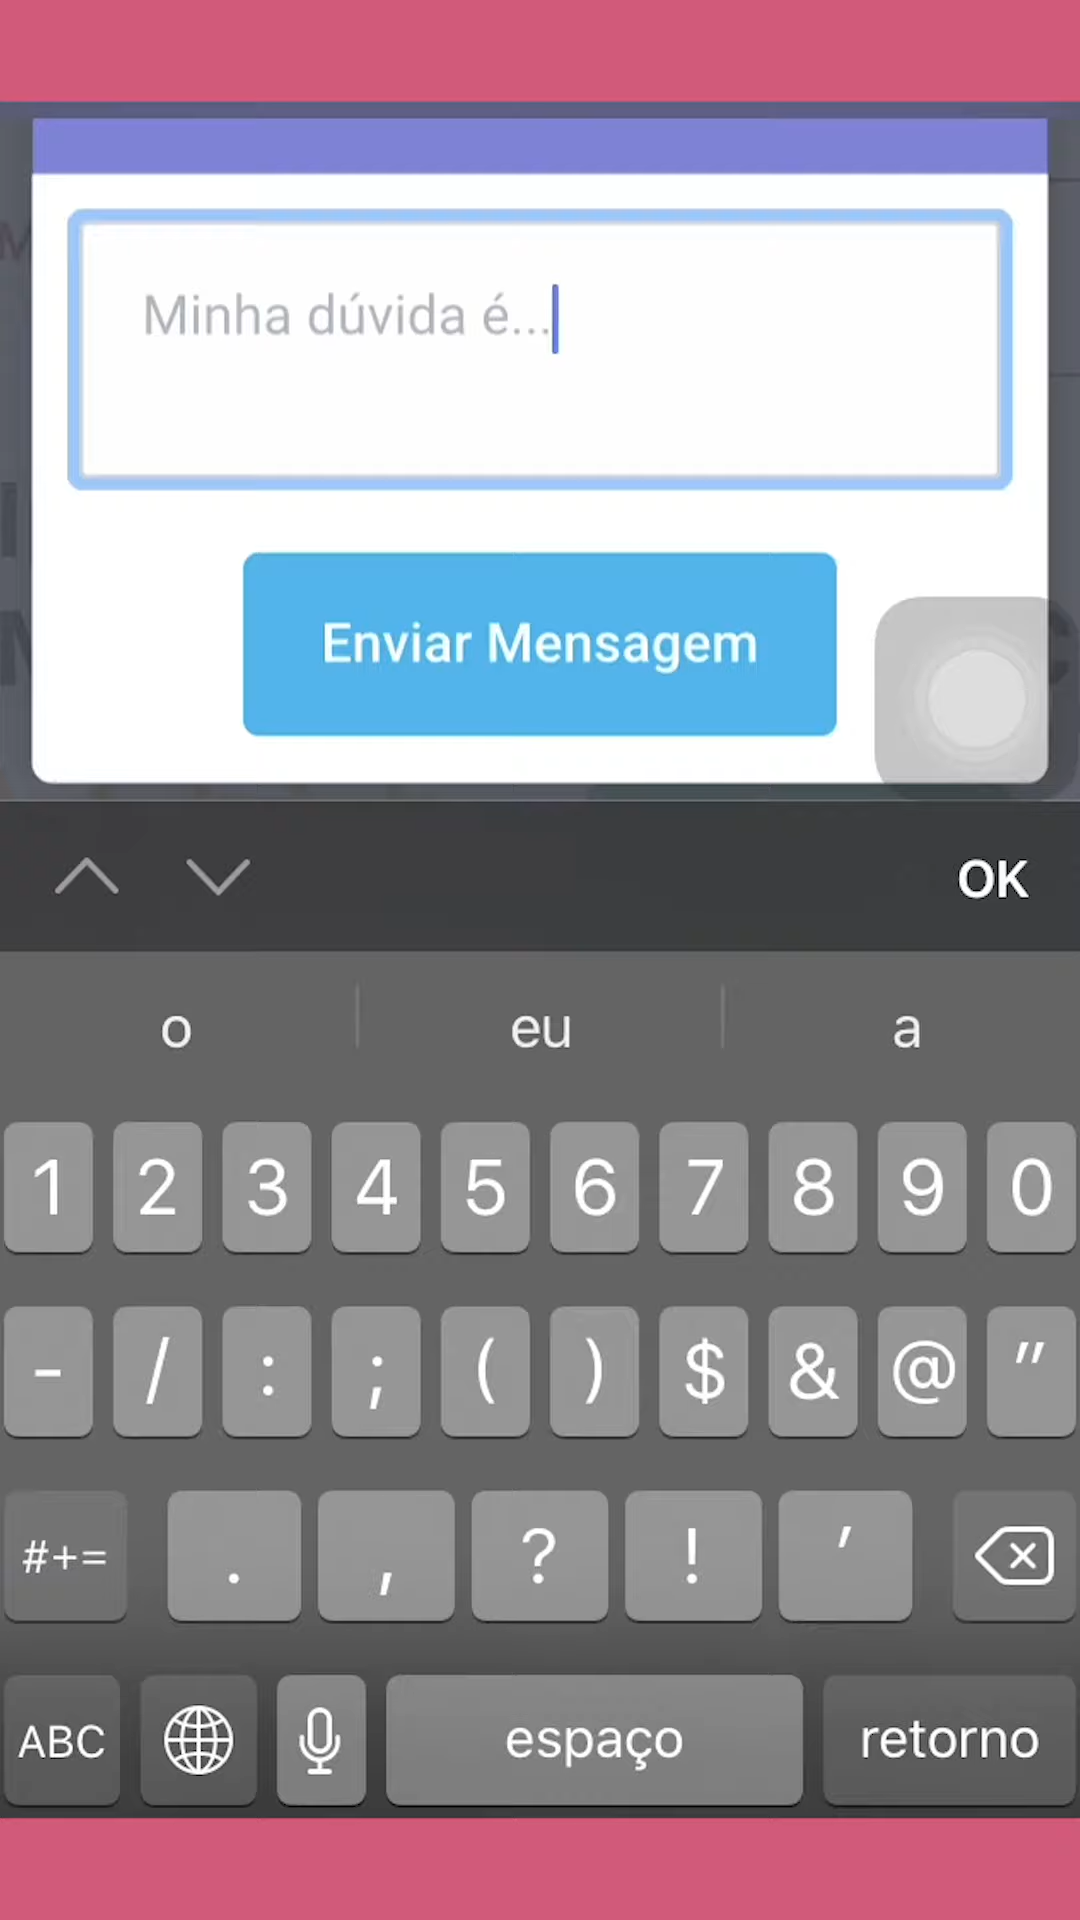 Minha dúvida é...
Enviar Mensagem
OK
o eu a
1 2 3 4 5 6 7 8 9 0
- / : ; ( ) $ & @ "
#+= . , ? ! '
ABC espaço retorno